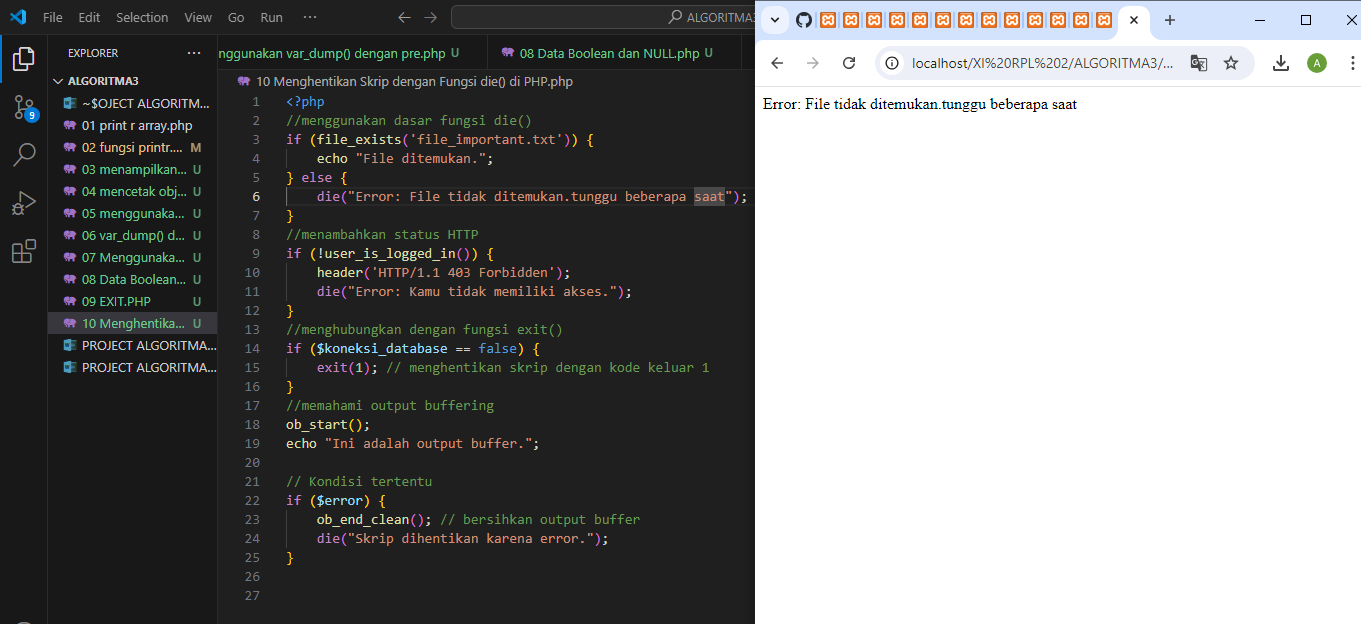 File Edit Selection View Go Run ··· ALGORITMA3
EXPLORER ···
ALGORITMA3
~$OJECT ALGORITM...
01 print r array.php
02 fungsi printr.... M
03 menampilkan... U
04 mencetak obj... U
05 menggunaka... U
06 var_dump() d... U
07 Menggunaka... U
08 Data Boolean... U
09 EXIT.PHP U
10 Menghentika... U
PROJECT ALGORITMA...
PROJECT ALGORITMA...
9
nggunakan var_dump() dengan pre.php U 08 Data Boolean dan NULL.php U
10 Menghentikan Skrip dengan Fungsi die() di PHP.php
1 <?php
2 //menggunakan dasar fungsi die()
3 if (file_exists('file_important.txt')) {
4 echo "File ditemukan.";
5 } else {
6 die("Error: File tidak ditemukan.tunggu beberapa saat");
7 }
8 //menambahkan status HTTP
9 if (!user_is_logged_in()) {
10 header('HTTP/1.1 403 Forbidden');
11 die("Error: Kamu tidak memiliki akses.");
12 }
13 //menghubungkan dengan fungsi exit()
14 if ($koneksi_database == false) {
15 exit(1); // menghentikan skrip dengan kode keluar 1
16 }
17 //memahami output buffering
18 ob_start();
19 echo "Ini adalah output buffer.";
20
21 // Kondisi tertentu
22 if ($error) {
23 ob_end_clean(); // bersihkan output buffer
24 die("Skrip dihentikan karena error.");
25 }
26
27
localhost/XI%20RPL%202/ALGORITMA3/... A
Error: File tidak ditemukan.tunggu beberapa saat